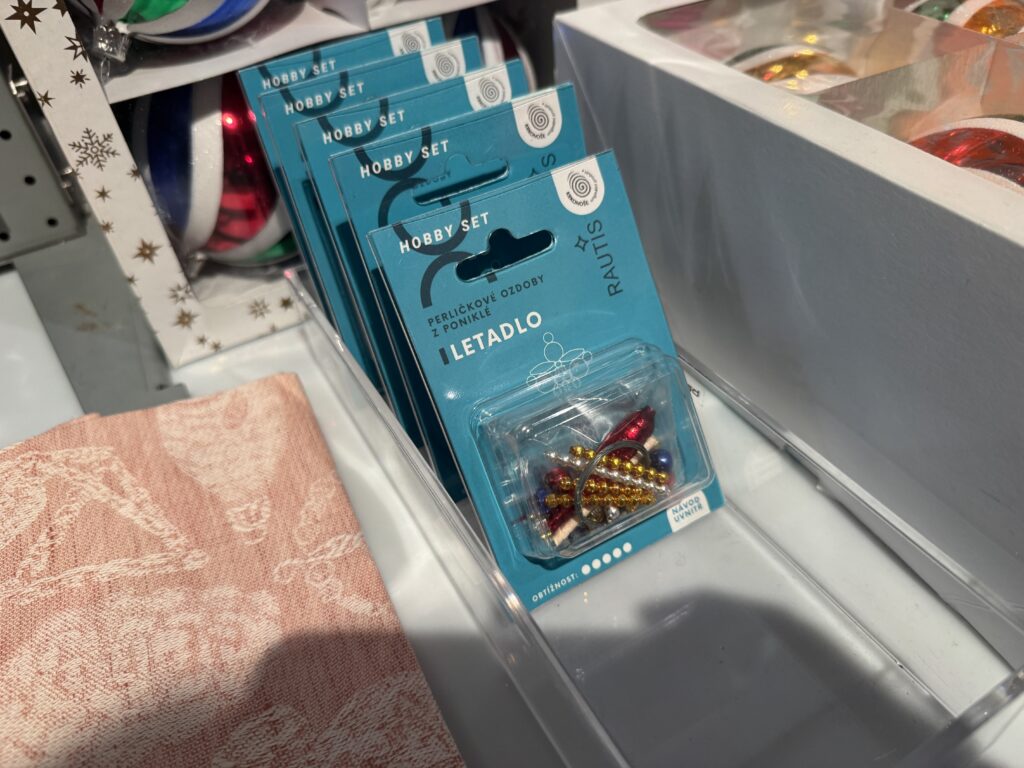 HOBBY SET
HOBBY SET
HOBBY SET
HOBBY SET
HOBBY SET
RAUTIS
PERLIČKOVÉ OZDOBY
Z PONIKLÉ
LETADLO
NÁVOD
UVNITŘ
OBTÍŽNOST: